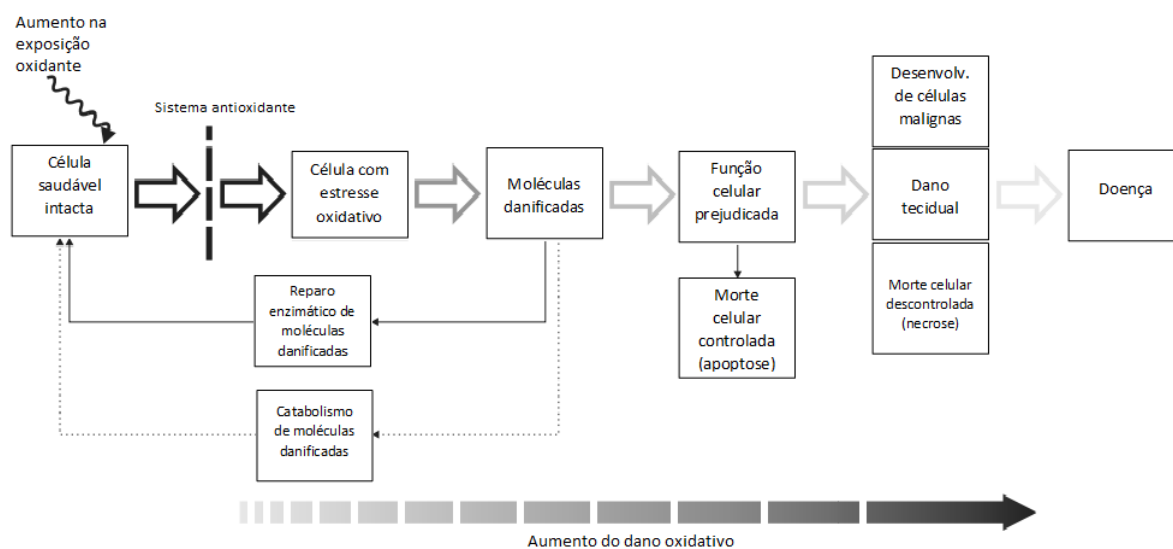 Aumento na
exposição
oxidante
Sistema antioxidante
Célula
saudável
intacta
Célula com
estresse
oxidativo
Moléculas
danificadas
Função
celular
prejudicada
Desenvolv.
de células
malignas
Dano
tecidual
Morte celular
descontrolada
(necrose)
Doença
Reparo
enzimático de
moléculas
danificadas
Morte
celular
controlada
(apoptose)
Catabolismo
de moléculas
danificadas
Aumento do dano oxidativo